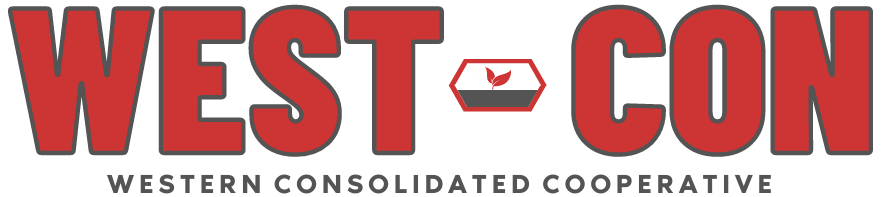 WEST-CON
WESTERN CONSOLIDATED COOPERATIVE